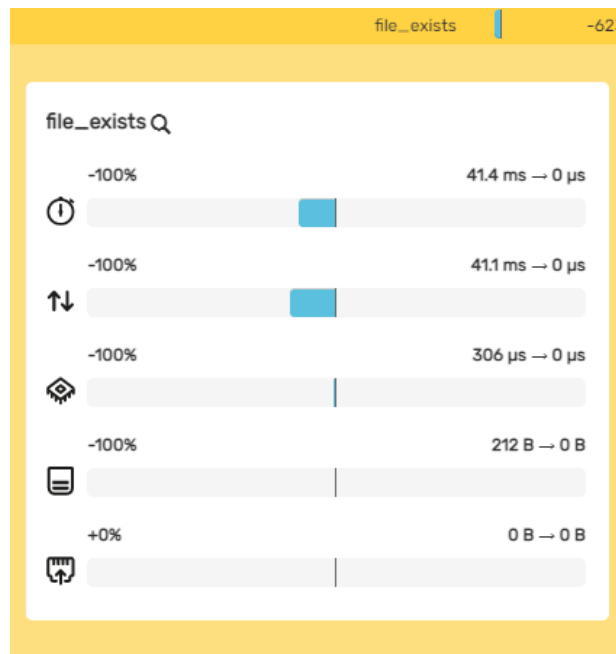 file_exists -62
file_exists
-100% 41.4 ms → 0 µs
-100% 41.1 ms → 0 µs
-100% 306 µs → 0 µs
-100% 212 B → 0 B
+0% 0 B → 0 B